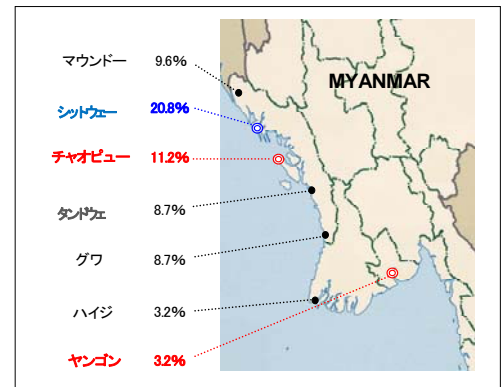 マウンドー 9.6%
MYANMAR
シットウェー 20.8%
チャオピュー 11.2%
タンドウェ 8.7%
グワ 8.7%
ハイジ 3.2%
ヤンゴン 3.2%